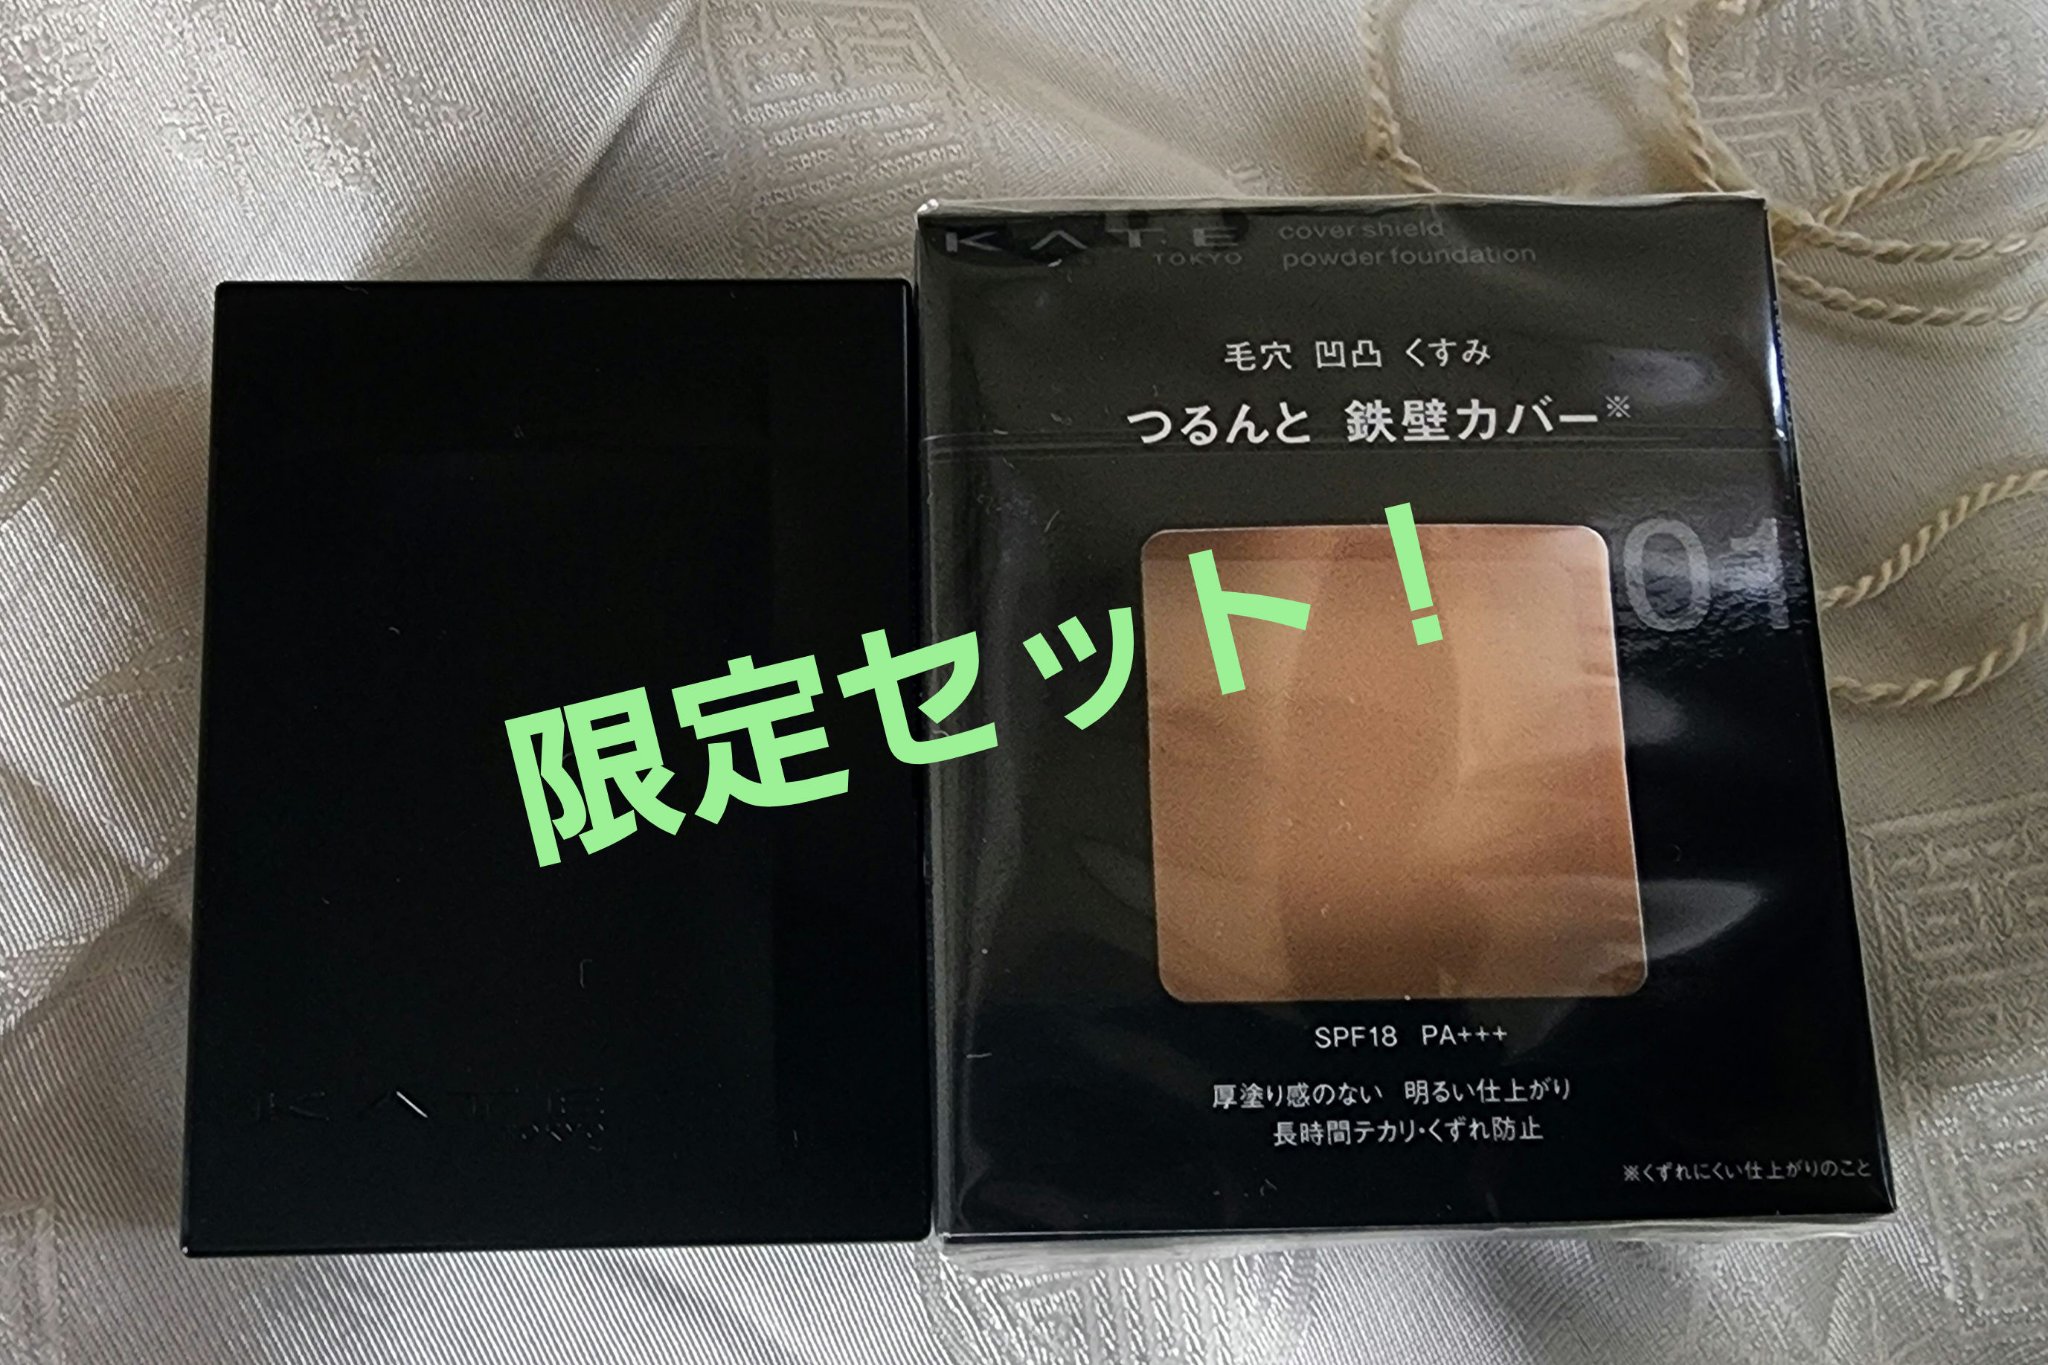 KATE
TOKYO
cover shield
powder foundation
毛穴 凹凸 くすみ
つるんと 鉄壁カバー※
01
限定セット！
SPF18 PA+++
厚塗り感のない 明るい仕上がり
長時間テカリ・くずれ防止
※くずれにくい仕上がりのこと
KATE